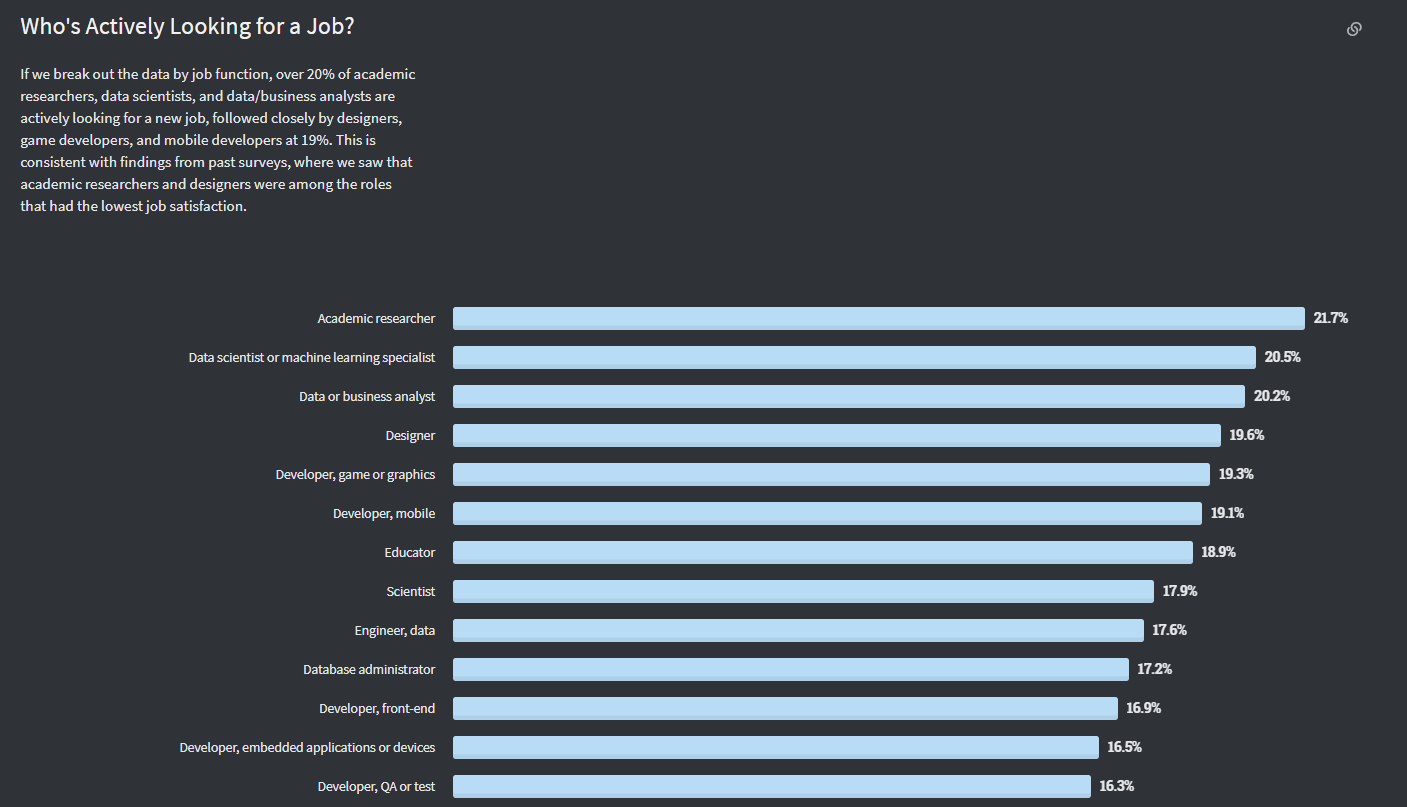 Who's Actively Looking for a Job?
If we break out the data by job function, over 20% of academic
researchers, data scientists, and data/business analysts are
actively looking for a new job, followed closely by designers,
game developers, and mobile developers at 19%. This is
consistent with findings from past surveys, where we saw that
academic researchers and designers were among the roles
that had the lowest job satisfaction.
Academic researcher 21.7%
Data scientist or machine learning specialist 20.5%
Data or business analyst 20.2%
Designer 19.6%
Developer, game or graphics 19.3%
Developer, mobile 19.1%
Educator 18.9%
Scientist 17.9%
Engineer, data 17.6%
Database administrator 17.2%
Developer, front-end 16.9%
Developer, embedded applications or devices 16.5%
Developer, QA or test 16.3%